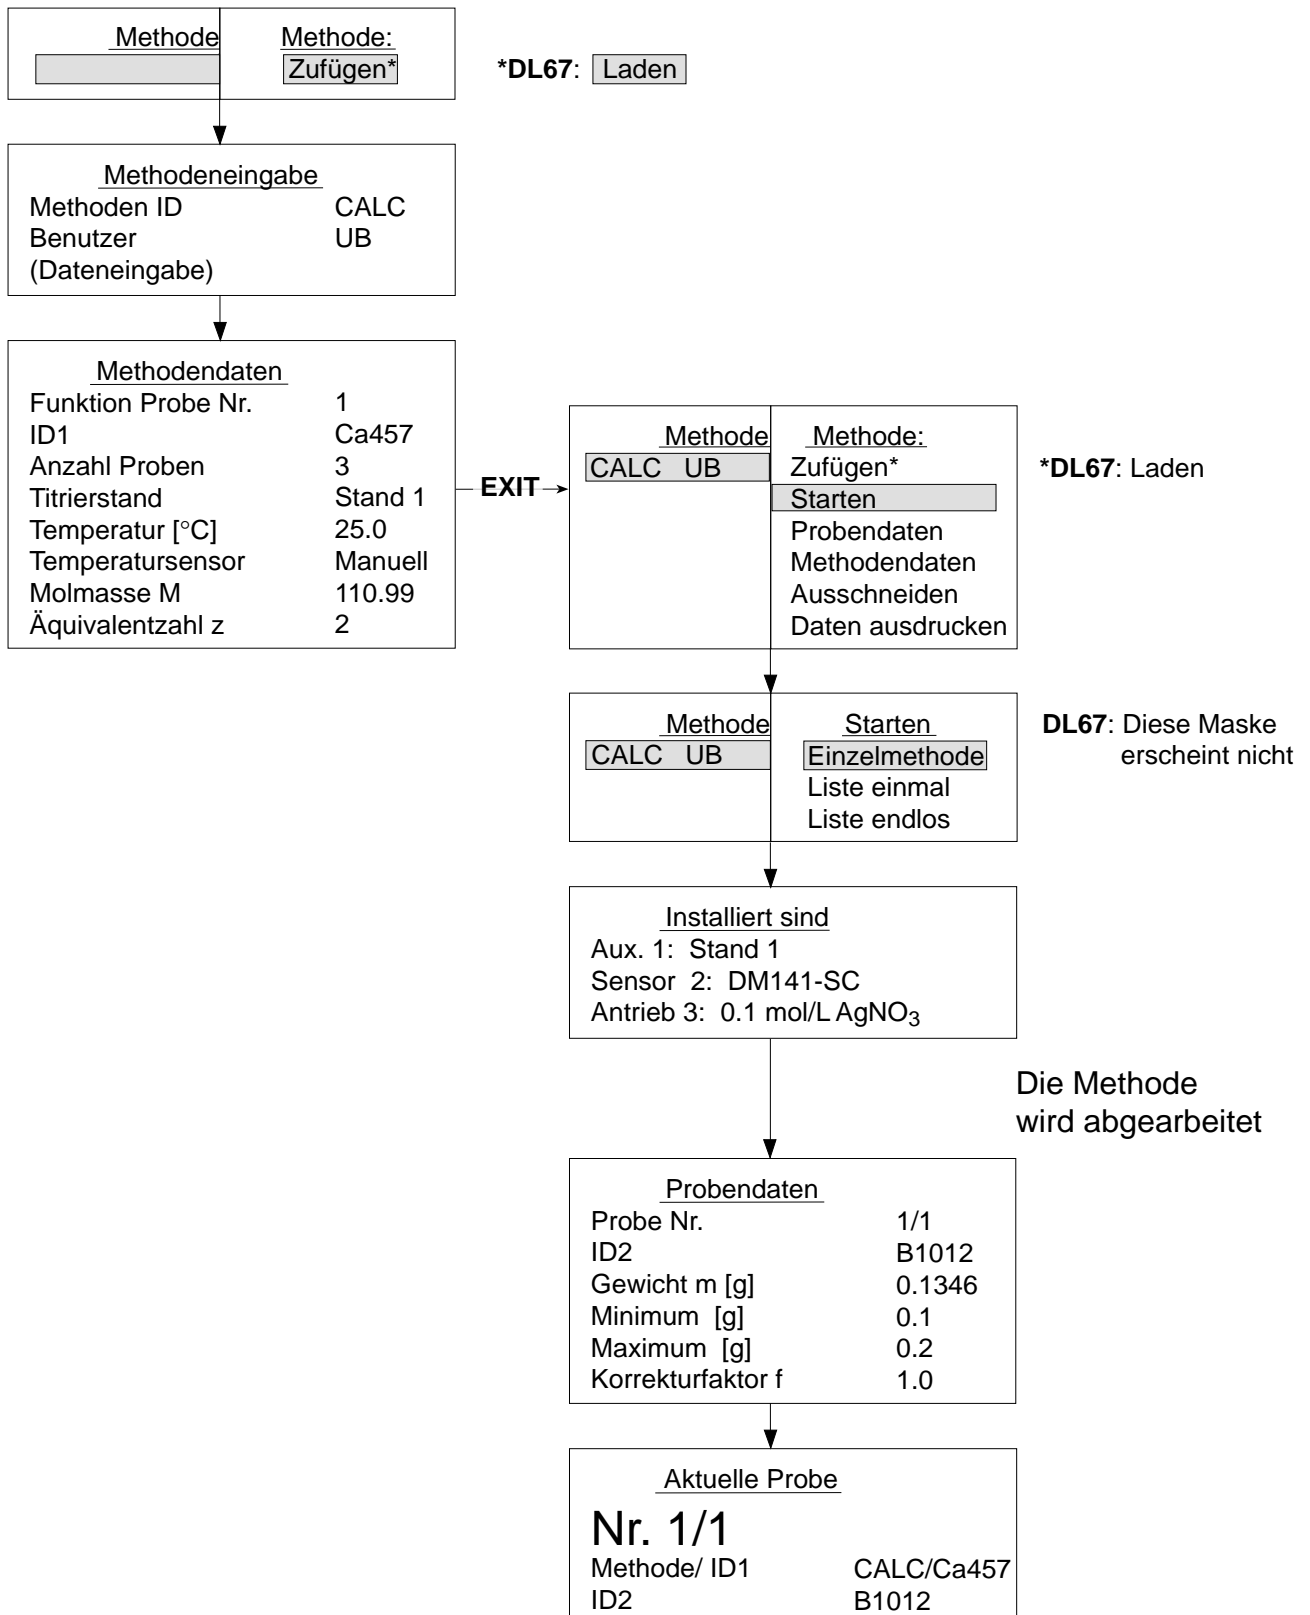 Methode Methode:
Zufügen*
*DL67: Laden
Methodeneingabe
Methoden ID CALC
Benutzer UB
(Dateneingabe)
Methodendaten
Funktion Probe Nr. 1
ID1 Ca457
Anzahl Proben 3
Titrierstand Stand 1
Temperatur [°C] 25.0
Temperatursensor Manuell
Molmasse M 110.99
Äquivalentzahl z 2
EXIT
Methode Methode:
CALC UB Zufügen*
Starten
Probendaten
Methodendaten
Ausschneiden
Daten ausdrucken
*DL67: Laden
Methode Starten
CALC UB Einzelmethode
Liste einmal
Liste endlos
DL67: Diese Maske
erscheint nicht
Installiert sind
Aux. 1: Stand 1
Sensor 2: DM141-SC
Antrieb 3: 0.1 mol/L AgNO₃
Die Methode
wird abgearbeitet
Probendaten
Probe Nr. 1/1
ID2 B1012
Gewicht m [g] 0.1346
Minimum [g] 0.1
Maximum [g] 0.2
Korrekturfaktor f 1.0
Aktuelle Probe
Nr. 1/1
Methode/ ID1 CALC/Ca457
ID2 B1012